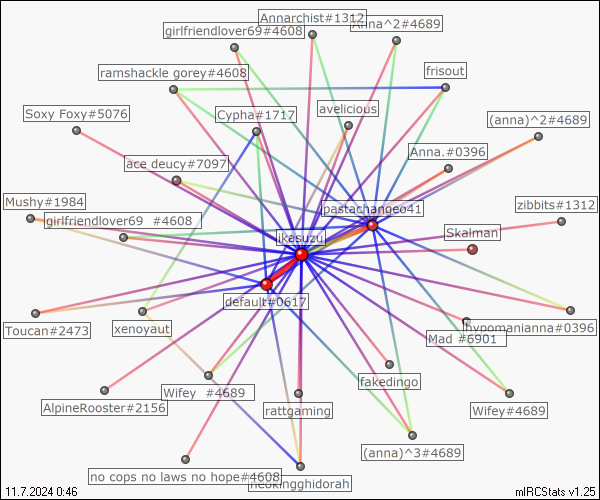 Annarchist#1312
Anna^2#4689
girlfriendlover69#4608
ramshackle gorey#4608
frisout
Soxy Foxy#5076
Cypha#1717
avelicious
(anna)^2#4689
ace deucy#7097
Anna.#0396
Mushy#1984
pastachangeo41
zibbits#1312
girlfriendlover69 #4608
ikasuzu
Skalman
default#0617
Toucan#2473
xenoyaut
hypomanianna#0396
Mad #6901
fakedingo
AlpineRooster#2156
Wifey #4689
rattgaming
Wifey#4689
(anna)^3#4689
no cops no laws no hope#4608
11.7.2024 0:46
mIRCStats v1.25